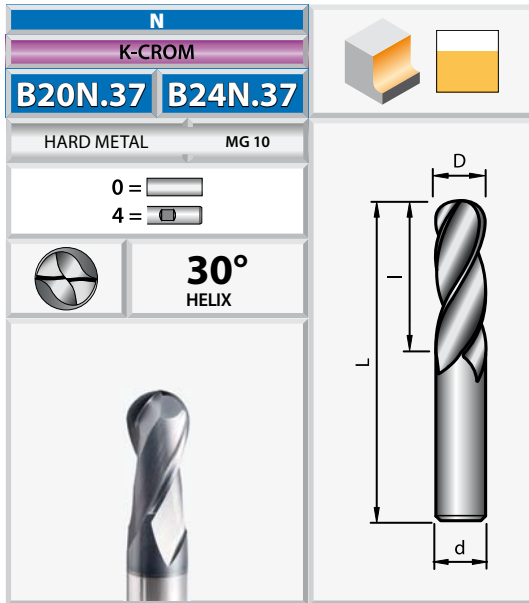 N
K-CROM
B20N.37 B24N.37
HARD METAL MG 10
0 =
4 =
30°
HELIX
D
l
L
d